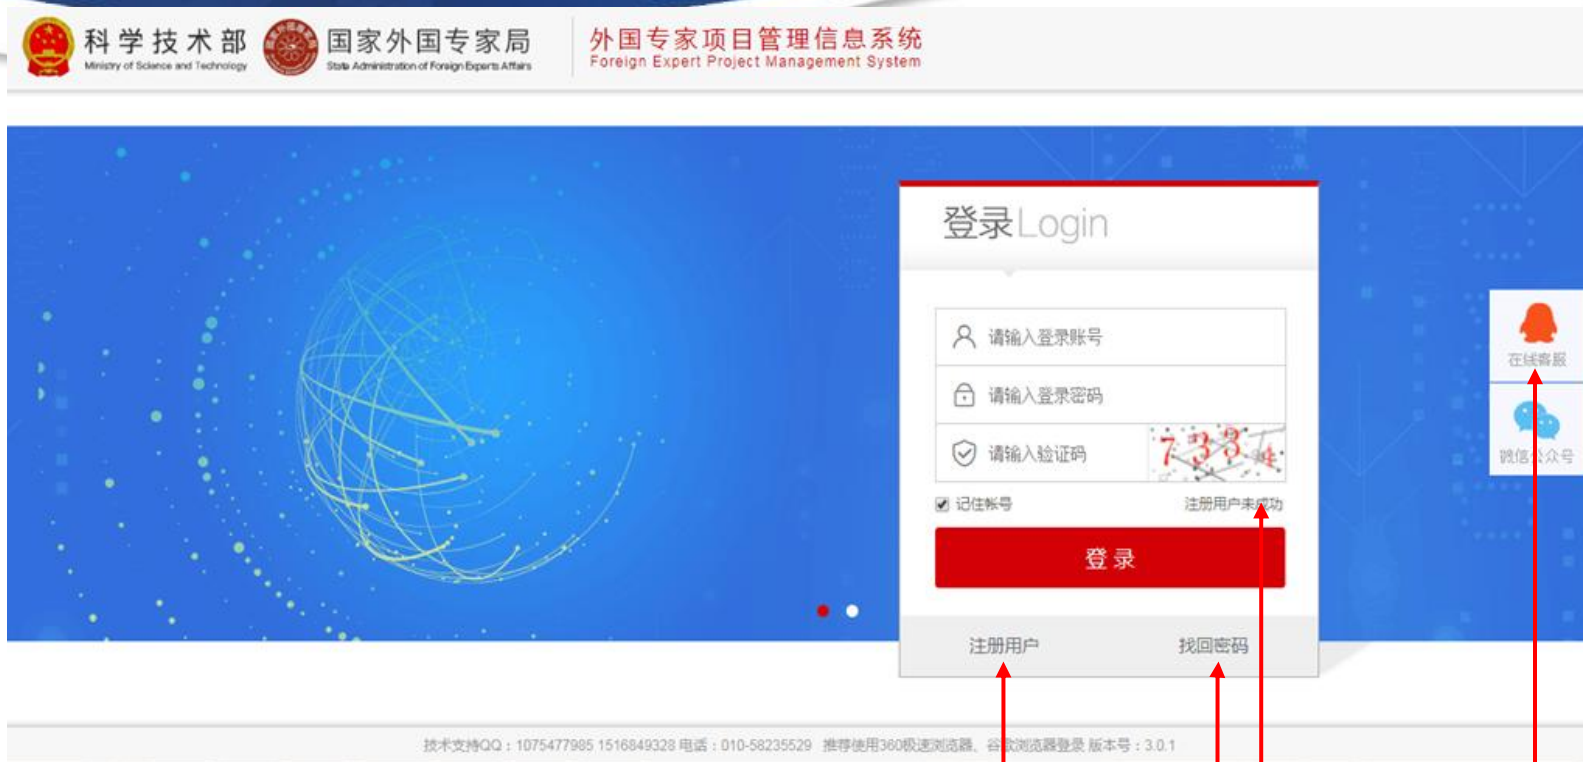 科学技术部
Ministry of Science and Technology
国家外国专家局
State Administration of Foreign Experts Affairs
外国专家项目管理信息系统
Foreign Expert Project Management System
登录Login
请输入登录账号
请输入登录密码
请输入验证码
记住帐号
注册用户未成功
登 录
注册用户
找回密码
在线客服
微信公众号
技术支持QQ：1075477985 1516849328 电话：010-58235529 推荐使用360极速浏览器、谷歌浏览器登录 版本号：3.0.1